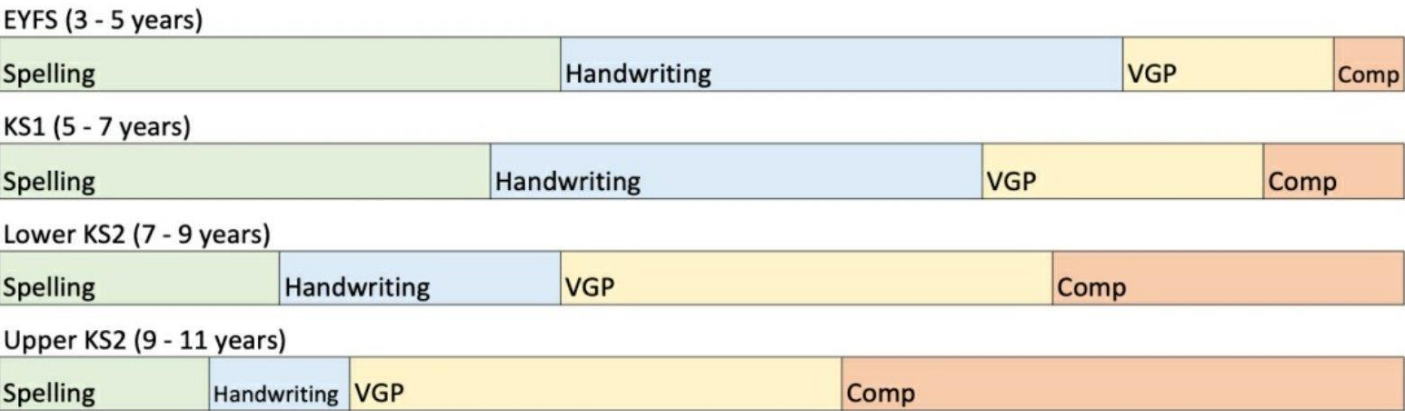 EYFS (3 - 5 years)
Spelling Handwriting VGP Comp
KS1 (5 - 7 years)
Spelling Handwriting VGP Comp
Lower KS2 (7 - 9 years)
Spelling Handwriting VGP Comp
Upper KS2 (9 - 11 years)
Spelling Handwriting VGP Comp